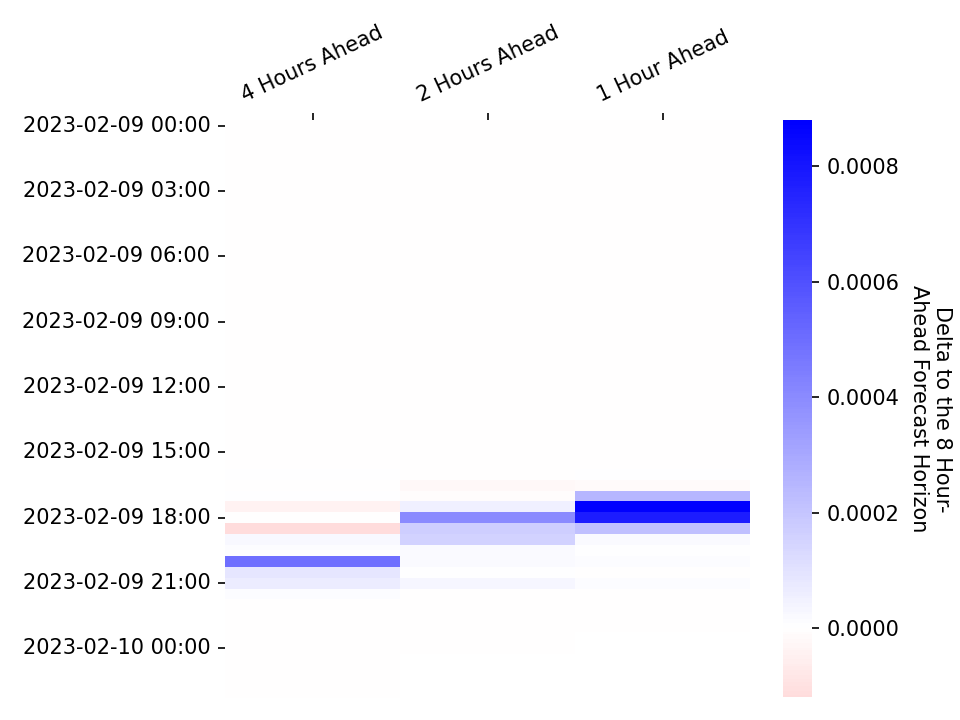 4 Hours Ahead
2 Hours Ahead
1 Hour Ahead
2023-02-09 00:00
2023-02-09 03:00
2023-02-09 06:00
2023-02-09 09:00
2023-02-09 12:00
2023-02-09 15:00
2023-02-09 18:00
2023-02-09 21:00
2023-02-10 00:00
0.0008
0.0006
0.0004
0.0002
0.0000
Delta to the 8 Hour-
Ahead Forecast Horizon